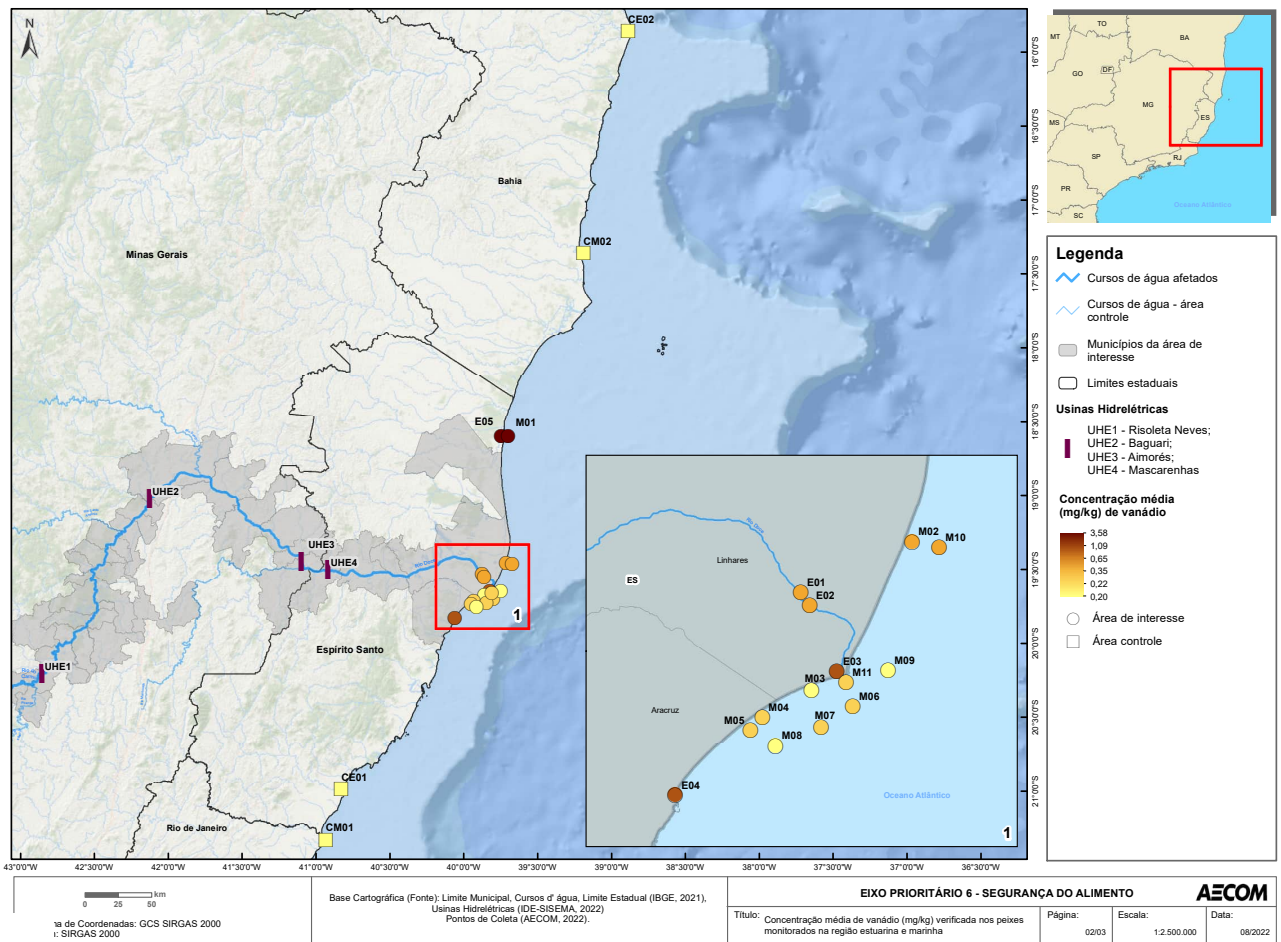 N
CE02
Bahia
CM02
Minas Gerais
E05
M01
UHE2
UHE3
UHE4
UHE1
Rio Doce
1
Espírito Santo
CE01
Rio de Janeiro
CM01
M02
M10
Linhares
Rio Doce
ES
E01
E02
E03
M09
M11
M03
M06
Aracruz
M04
M05
M07
M08
E04
Oceano Atlântico
1
16°0'0"S
16°30'0"S
17°0'0"S
17°30'0"S
18°0'0"S
18°30'0"S
19°0'0"S
19°30'0"S
20°0'0"S
20°30'0"S
21°0'0"S
43°0'0"W
42°30'0"W
42°0'0"W
41°30'0"W
41°0'0"W
40°30'0"W
40°0'0"W
39°30'0"W
39°0'0"W
38°30'0"W
38°0'0"W
37°30'0"W
37°0'0"W
36°30'0"W
TO
BA
MT
GO
DF
MG
ES
MS
SP
RJ
PR
SC
Oceano Atlântico
Legenda
Cursos de água afetados
Cursos de água - área
controle
Municípios da área de
interesse
Limites estaduais
Usinas Hidrelétricas
UHE1 - Risoleta Neves;
UHE2 - Baguari;
UHE3 - Aimorés;
UHE4 - Mascarenhas
Concentração média
(mg/kg) de vanádio
3,58
1,09
0,65
0,35
0,22
0,20
Área de interesse
Área controle
km
0 25 50
na de Coordenadas: GCS SIRGAS 2000
: SIRGAS 2000
Base Cartográfica (Fonte): Limite Municipal, Cursos d' água, Limite Estadual (IBGE, 2021),
Usinas Hidrelétricas (IDE-SISEMA, 2022)
Pontos de Coleta (AECOM, 2022).
EIXO PRIORITÁRIO 6 - SEGURANÇA DO ALIMENTO
AECOM
Título: Concentração média de vanádio (mg/kg) verificada nos peixes
monitorados na região estuarina e marinha
Página:
02/03
Escala:
1:2.500.000
Data:
08/2022